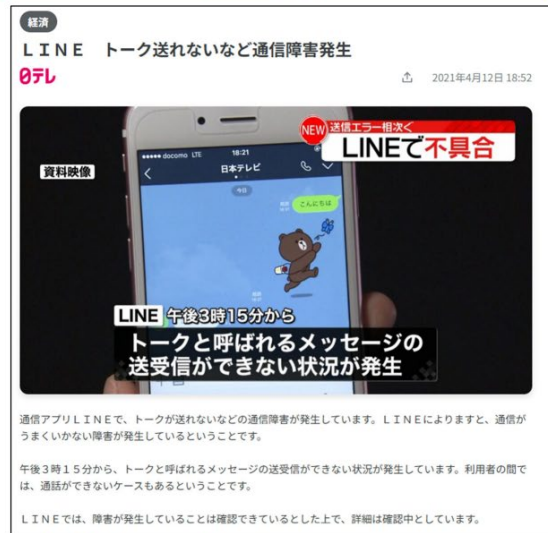 経済
ＬＩＮＥ　トーク送れないなど通信障害発生
日テレ
2021年4月12日 18:52
NEW 送信エラー相次ぐ
LINEで不具合
資料映像
docomo LTE 18:21
日本テレビ
今日
こんにちは
LINE 午後3時15分から
トークと呼ばれるメッセージの
送受信ができない状況が発生
通信アプリＬＩＮＥで、トークが送れないなどの通信障害が発生しています。ＬＩＮＥによりますと、通信が
うまくいかない障害が発生しているということです。
午後３時１５分から、トークと呼ばれるメッセージの送受信ができない状況が発生しています。利用者の間で
は、通話ができないケースもあるということです。
ＬＩＮＥでは、障害が発生していることは確認できているとした上で、詳細は確認中としています。